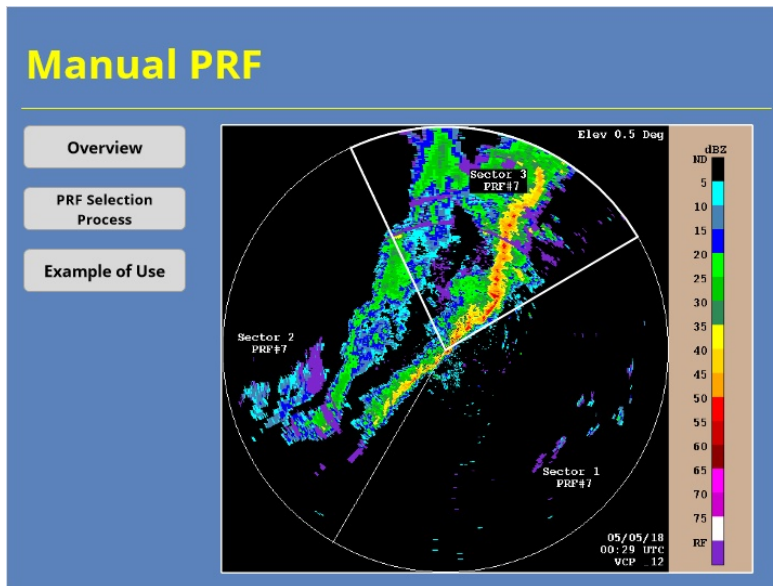 Manual PRF
Overview
PRF Selection
Process
Example of Use
Elev 0.5 Deg
Sector 3
PRF#7
Sector 2
PRF#7
Sector 1
PRF#7
05/05/18
00:29 UTC
VCP 12
dBZ
ND
5
10
15
20
25
30
35
40
45
50
55
60
65
70
75
RF